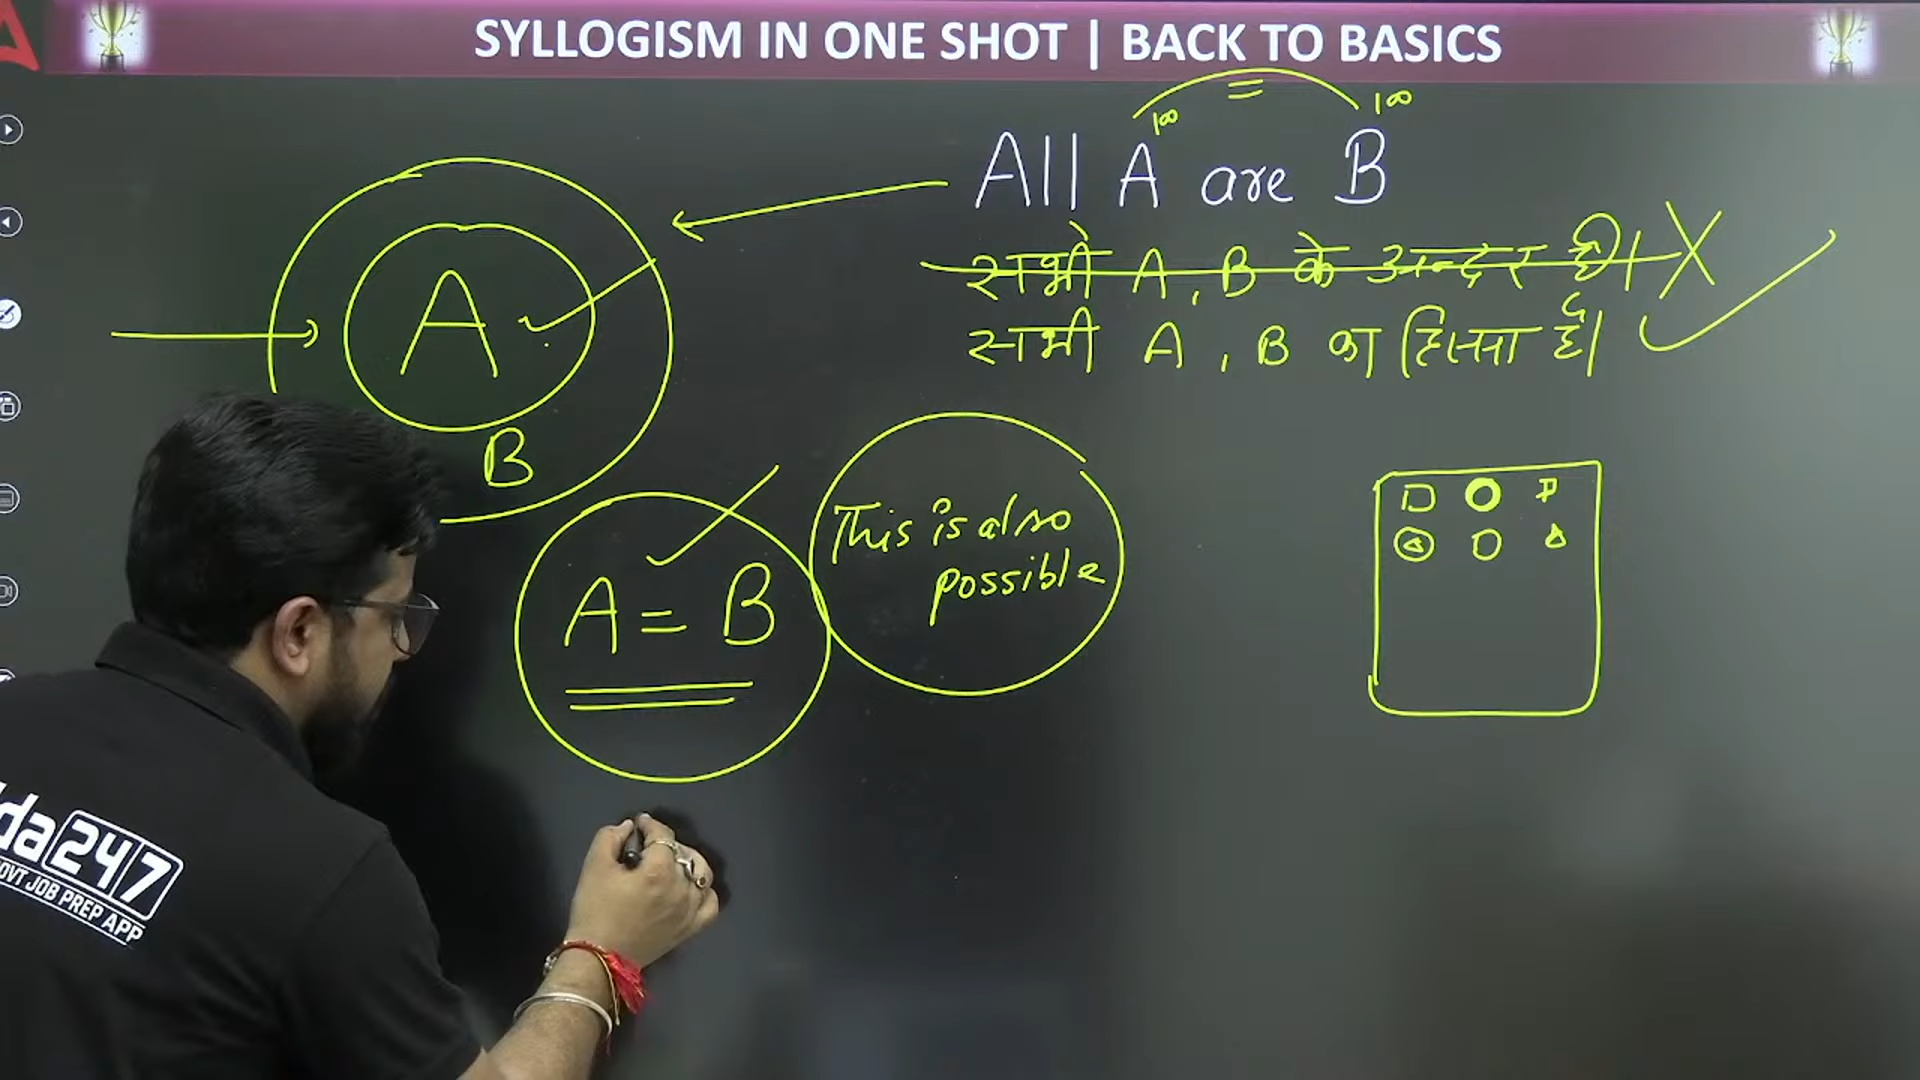 SYLLOGISM IN ONE SHOT | BACK TO BASICS
100 = 100
All A are B
सभी A, B के अन्दर है। X
सभी A, B का हिस्सा है।
A
B
This is also
possible
A = B
da247
GOVT JOB PREP APP